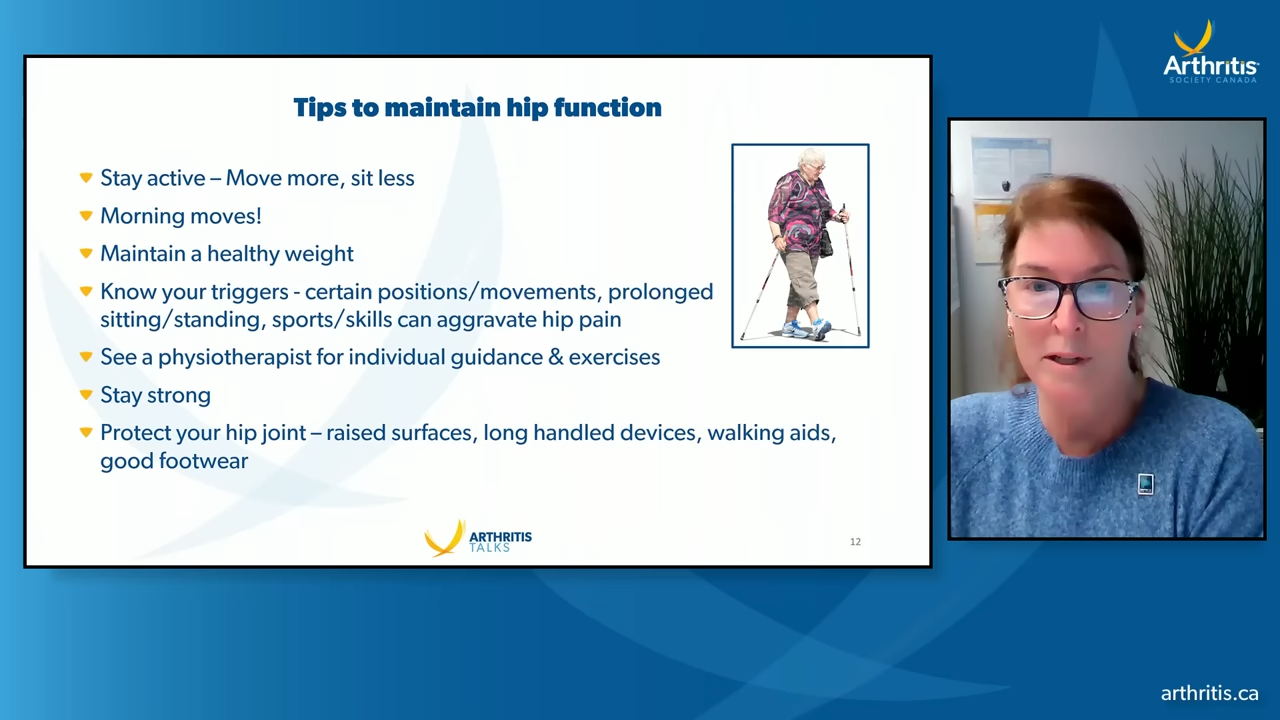 Tips to maintain hip function
Stay active – Move more, sit less
Morning moves!
Maintain a healthy weight
Know your triggers - certain positions/movements, prolonged
sitting/standing, sports/skills can aggravate hip pain
See a physiotherapist for individual guidance & exercises
Stay strong
Protect your hip joint – raised surfaces, long handled devices, walking aids,
good footwear
ARTHRITIS
TALKS
12
Arthritis
SOCIETY CANADA
arthritis.ca